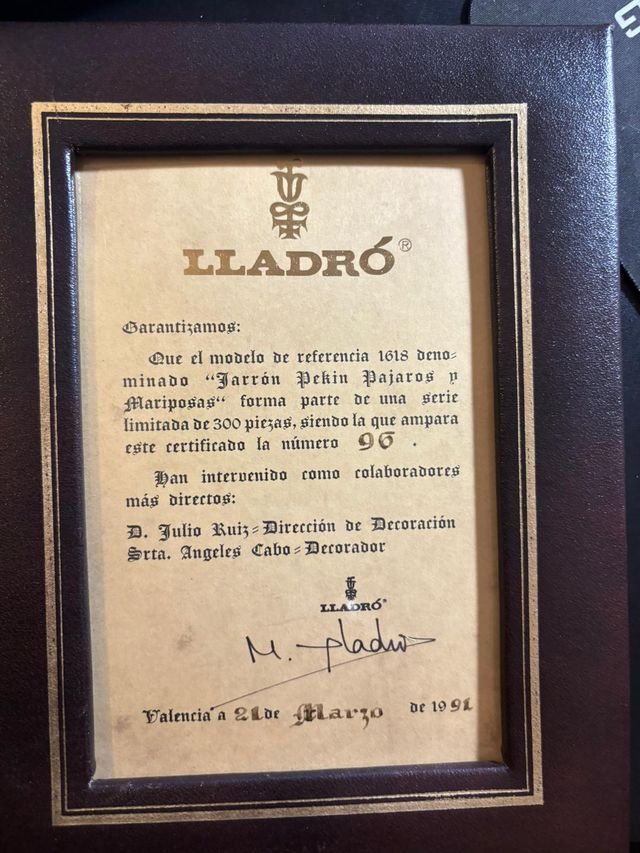 LLADRÓ®
Garantizamos:
Que el modelo de referencia 1618 deno-
minado "Jarrón Pekin Pajaros y
Mariposas" forma parte de una serie
limitada de 300 piezas, siendo la que ampara
este certificado la número 96 .
Han intervenido como colaboradores
más directos:
D. Julio Ruiz=Dirección de Decoración
Srta. Angeles Cabo=Decorador
LLADRÓ®
M. Lladró
Valencia a 21 de Marzo de 1991